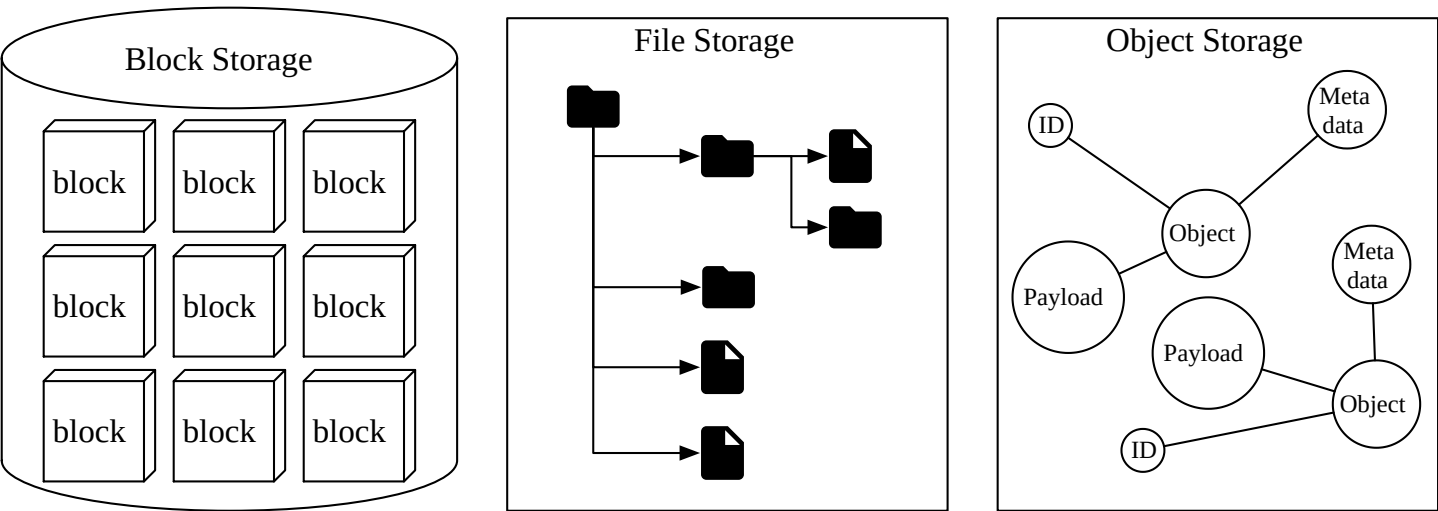 Block Storage
block
block
block
block
block
block
block
block
block
File Storage
Object Storage
ID
Meta
data
Object
Payload
Meta
data
Payload
Object
ID